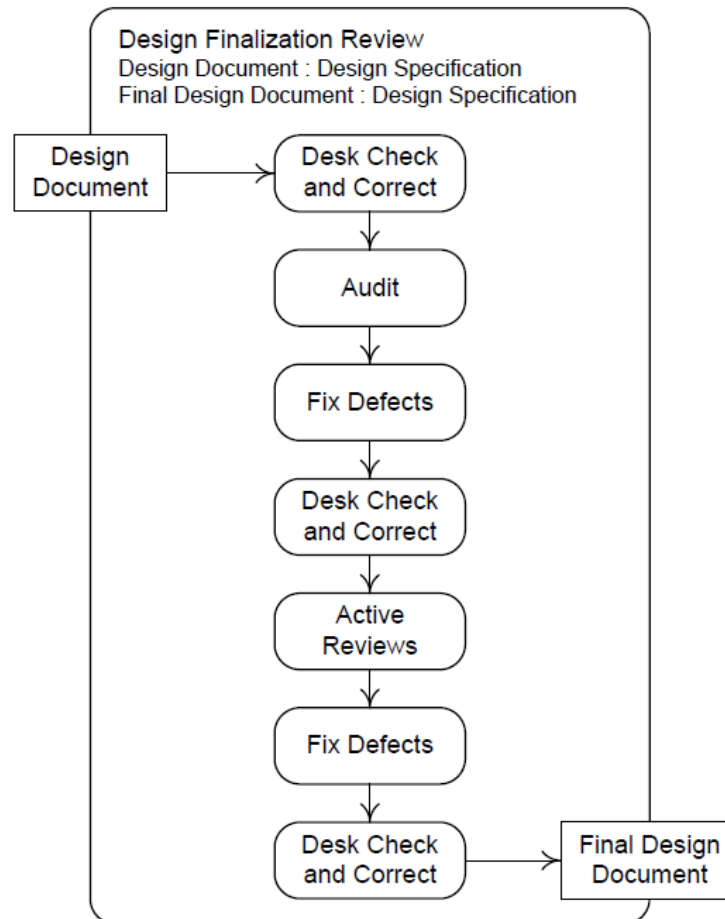 Design Finalization Review
Design Document : Design Specification
Final Design Document : Design Specification
Design
Document
Desk Check
and Correct
Audit
Fix Defects
Desk Check
and Correct
Active
Reviews
Fix Defects
Desk Check
and Correct
Final Design
Document